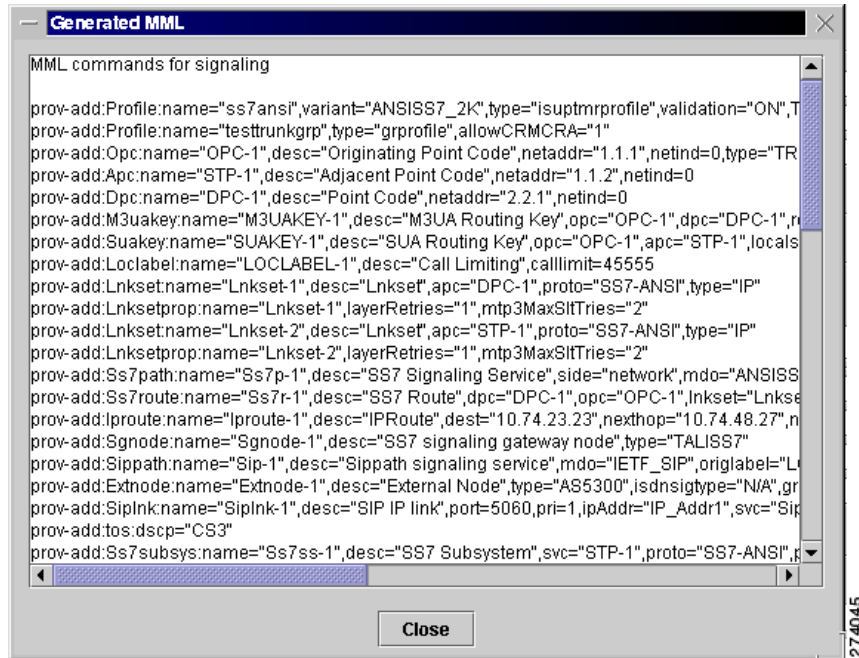 Generated MML
MML commands for signaling
prov-add:Profile:name="ss7ansi",variant="ANSISS7_2K",type="isuptmrprofile",validation="ON",T
prov-add:Profile:name="testtrunkgrp",type="grprofile",allowCRMCRA="1"
prov-add:Opc:name="OPC-1",desc="Originating Point Code",netaddr="1.1.1",netind=0,type="TR
prov-add:Apc:name="STP-1",desc="Adjacent Point Code",netaddr="1.1.2",netind=0
prov-add:Dpc:name="DPC-1",desc="Point Code",netaddr="2.2.1",netind=0
prov-add:M3uakey:name="M3UAKEY-1",desc="M3UA Routing Key",opc="OPC-1",dpc="DPC-1",r
prov-add:Suakey:name="SUAKEY-1",desc="SUA Routing Key",opc="OPC-1",apc="STP-1",locals
prov-add:Loclabel:name="LOCLABEL-1",desc="Call Limiting",calllimit=45555
prov-add:Lnkset:name="Lnkset-1",desc="Lnkset",apc="DPC-1",proto="SS7-ANSI",type="IP"
prov-add:Lnksetprop:name="Lnkset-1",layerRetries="1",mtp3MaxSltTries="2"
prov-add:Lnkset:name="Lnkset-2",desc="Lnkset",apc="STP-1",proto="SS7-ANSI",type="IP"
prov-add:Lnksetprop:name="Lnkset-2",layerRetries="1",mtp3MaxSltTries="2"
prov-add:Ss7path:name="Ss7p-1",desc="SS7 Signaling Service",side="network",mdo="ANSISS
prov-add:Ss7route:name="Ss7r-1",desc="SS7 Route",dpc="DPC-1",opc="OPC-1",lnkset="Lnkse
prov-add:Iproute:name="Iproute-1",desc="IPRoute",dest="10.74.23.23",nexthop="10.74.48.27",n
prov-add:Sgnode:name="Sgnode-1",desc="SS7 signaling gateway node",type="TALISS7"
prov-add:Sippath:name="Sip-1",desc="Sippath signaling service",mdo="IETF_SIP",origlabel="L
prov-add:Extnode:name="Extnode-1",desc="External Node",type="AS5300",isdnsigtype="N/A",gr
prov-add:Siplnk:name="Siplnk-1",desc="SIP IP link",port=5060,pri=1,ipAddr="IP_Addr1",svc="Sip
prov-add:tos:dscp="CS3"
prov-add:Ss7subsys:name="Ss7ss-1",desc="SS7 Subsystem",svc="STP-1",proto="SS7-ANSI",p
Close
274045